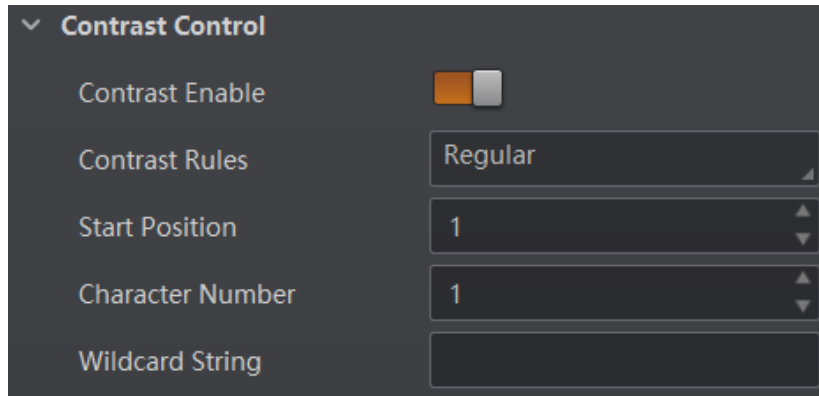 Contrast Control
Contrast Enable
Contrast Rules Regular
Start Position 1
Character Number 1
Wildcard String